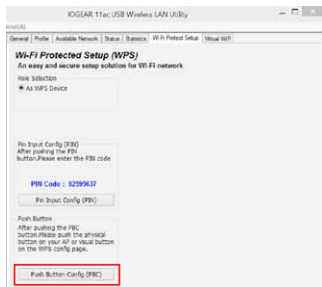 IOGEAR 11ac USB Wireless LAN Utility
General Profile Available Network Status Statistics Wi-Fi Protect Setup Virtual WiFi
Wi-Fi Protected Setup (WPS)
An easy and secure setup solution for Wi-Fi network
Role Selection
As WPS Device
Pin Input Config (PIN)
After pushing the PIN
button.Please enter the PIN code
PIN Code : 92595637
Pin Input Config (PIN)
Push Button
After pushing the PBC
button.Please push the physical
button on your AP or visual button
on the WPS config page.
Push Button Config (PBC)